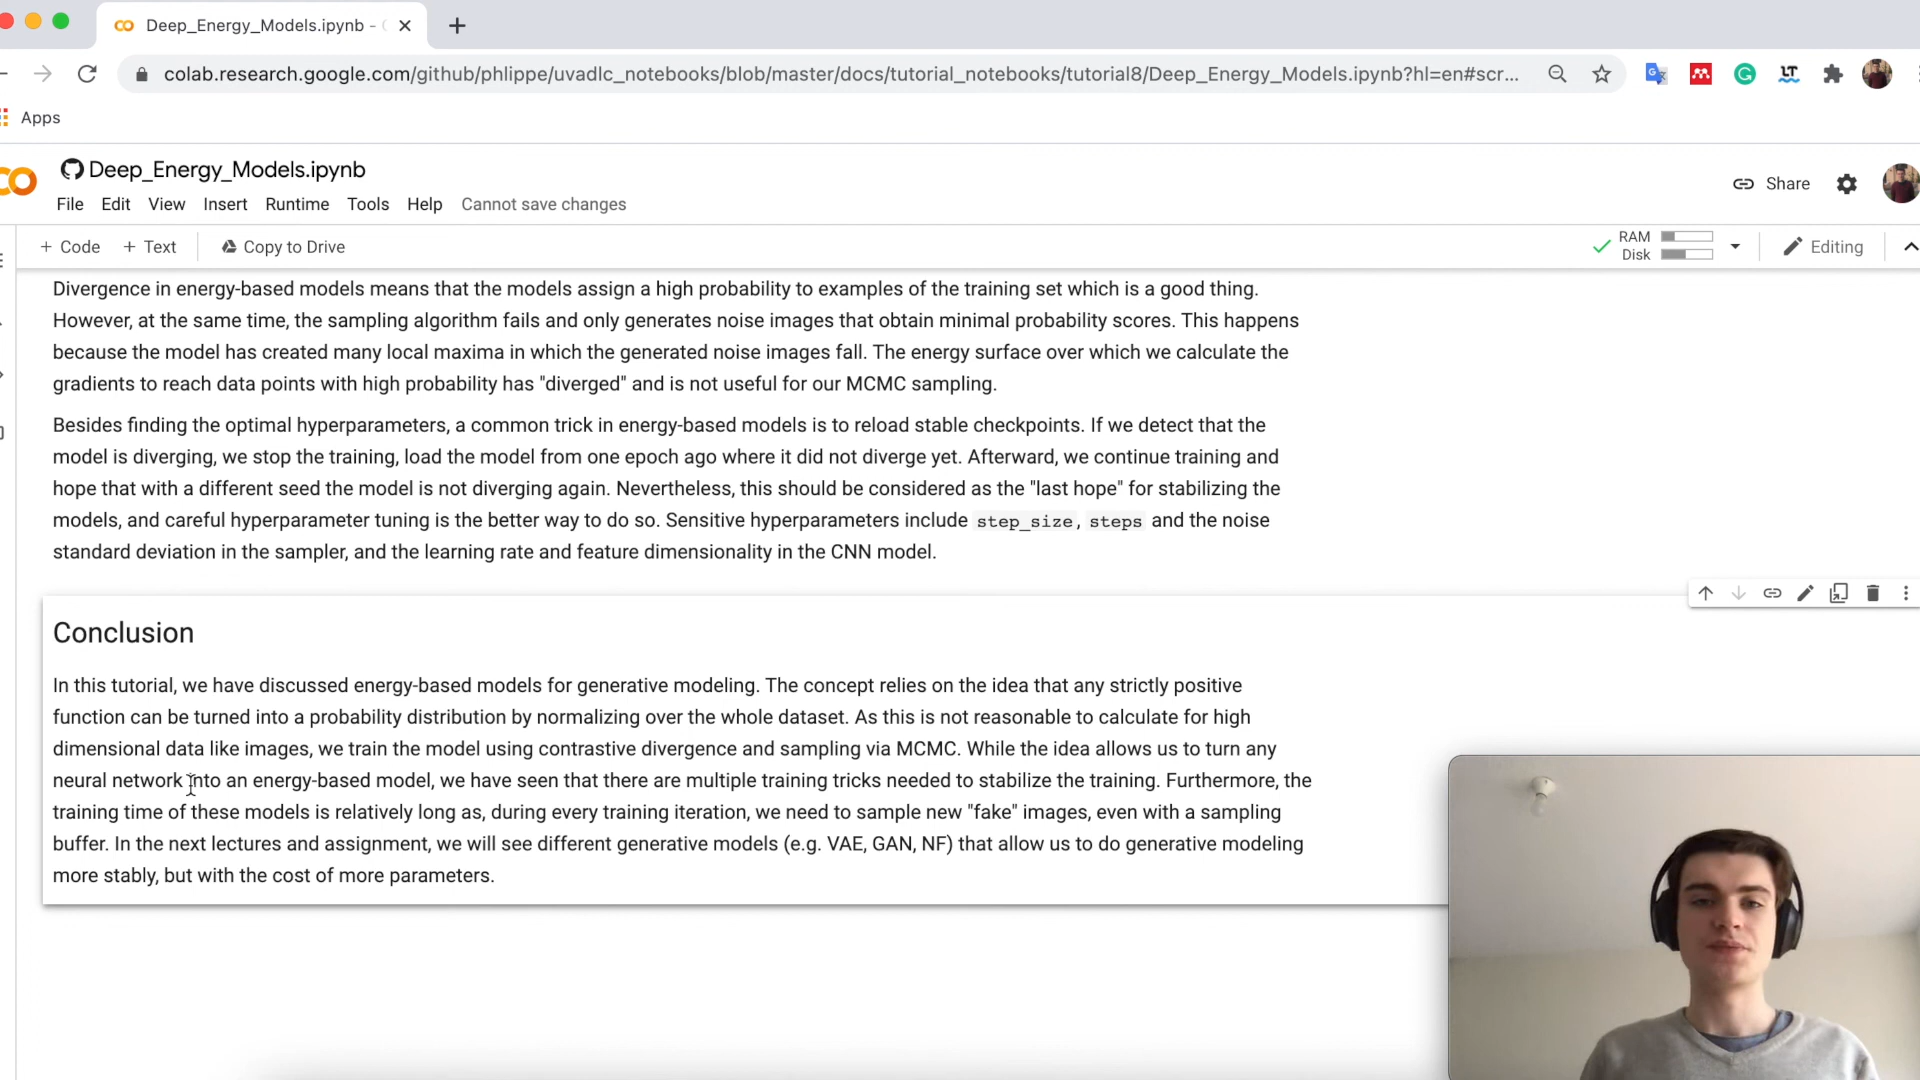 Deep_Energy_Models.ipynb -
colab.research.google.com/github/phlippe/uvadlc_notebooks/blob/master/docs/tutorial_notebooks/tutorial8/Deep_Energy_Models.ipynb?hl=en#scr...
Apps
Deep_Energy_Models.ipynb
Share
File Edit View Insert Runtime Tools Help Cannot save changes
+ Code + Text Copy to Drive
RAM
Disk
Editing
Divergence in energy-based models means that the models assign a high probability to examples of the training set which is a good thing.
However, at the same time, the sampling algorithm fails and only generates noise images that obtain minimal probability scores. This happens
because the model has created many local maxima in which the generated noise images fall. The energy surface over which we calculate the
gradients to reach data points with high probability has "diverged" and is not useful for our MCMC sampling.
Besides finding the optimal hyperparameters, a common trick in energy-based models is to reload stable checkpoints. If we detect that the
model is diverging, we stop the training, load the model from one epoch ago where it did not diverge yet. Afterward, we continue training and
hope that with a different seed the model is not diverging again. Nevertheless, this should be considered as the "last hope" for stabilizing the
models, and careful hyperparameter tuning is the better way to do so. Sensitive hyperparameters include step_size, steps and the noise
standard deviation in the sampler, and the learning rate and feature dimensionality in the CNN model.
Conclusion
In this tutorial, we have discussed energy-based models for generative modeling. The concept relies on the idea that any strictly positive
function can be turned into a probability distribution by normalizing over the whole dataset. As this is not reasonable to calculate for high
dimensional data like images, we train the model using contrastive divergence and sampling via MCMC. While the idea allows us to turn any
neural network into an energy-based model, we have seen that there are multiple training tricks needed to stabilize the training. Furthermore, the
training time of these models is relatively long as, during every training iteration, we need to sample new "fake" images, even with a sampling
buffer. In the next lectures and assignment, we will see different generative models (e.g. VAE, GAN, NF) that allow us to do generative modeling
more stably, but with the cost of more parameters.